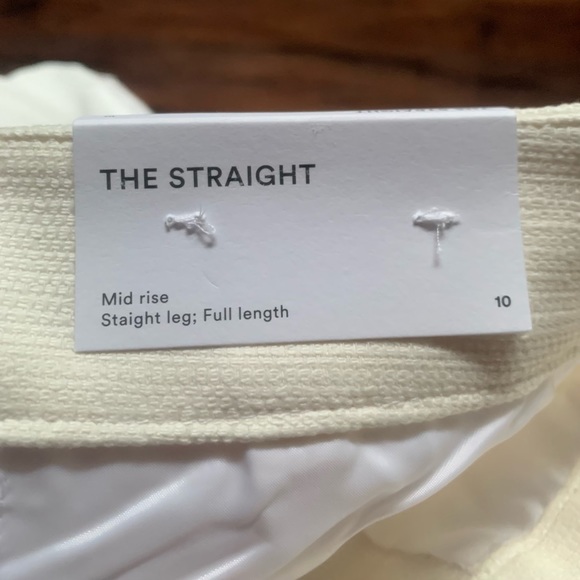 THE STRAIGHT
Mid rise
Staight leg; Full length
10